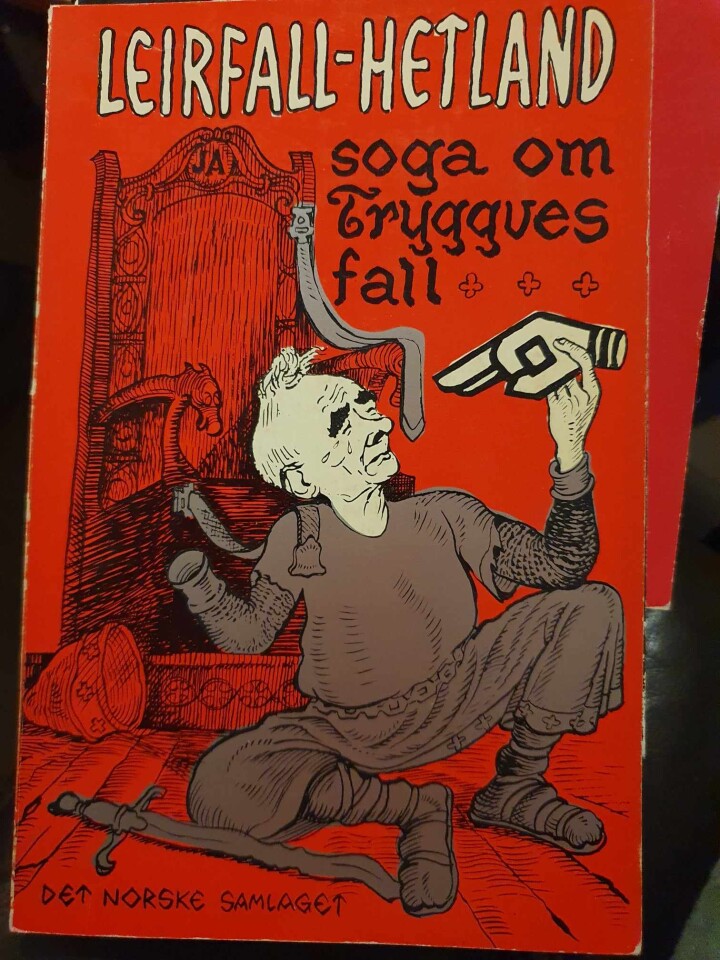 LEIRFALL-HETLAND
JA
soga om
Tryggves
fall
DET NORSKE SAMLAGET